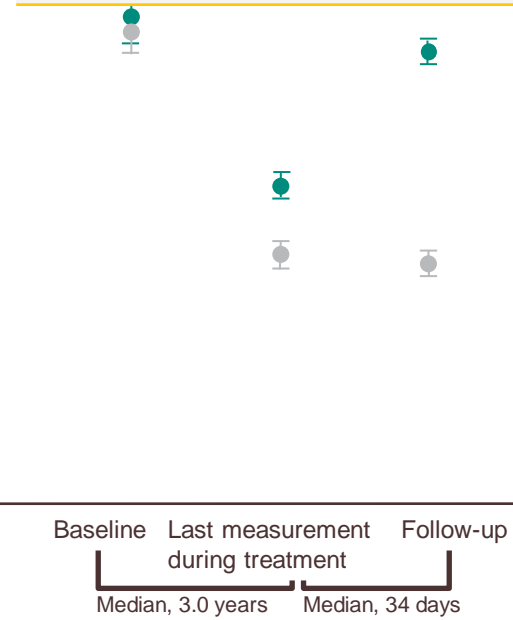 Baseline Last measurement Follow-up
during treatment
Median, 3.0 years Median, 34 days